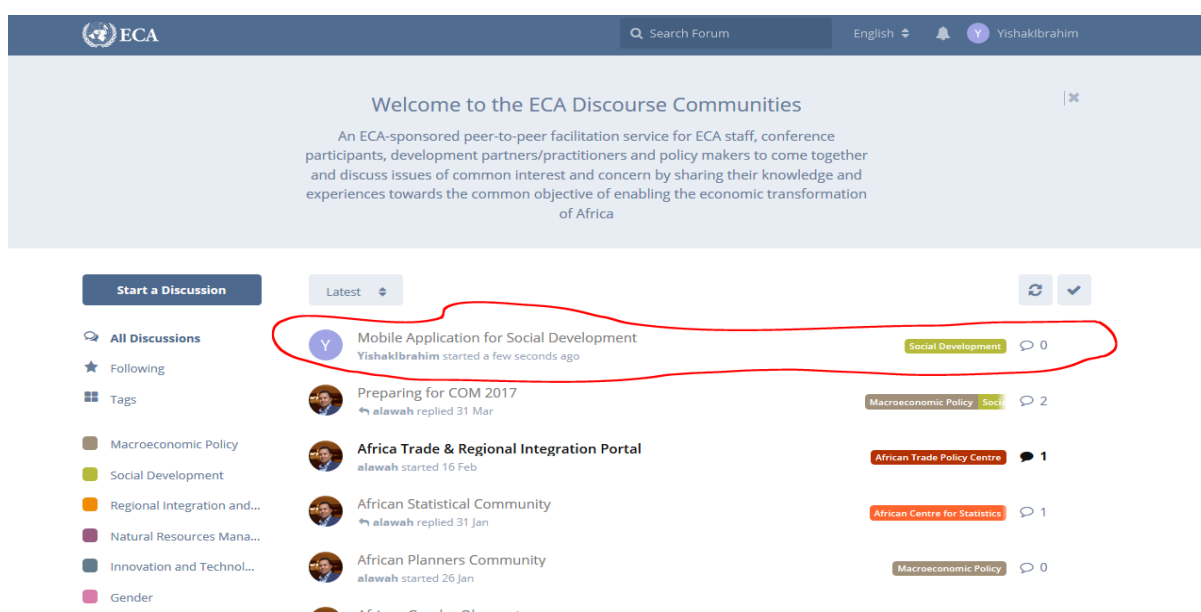 ECA
Search Forum
English
Y
YishakIbrahim
Welcome to the ECA Discourse Communities
An ECA-sponsored peer-to-peer facilitation service for ECA staff, conference
participants, development partners/practitioners and policy makers to come together
and discuss issues of common interest and concern by sharing their knowledge and
experiences towards the common objective of enabling the economic transformation
of Africa
Start a Discussion
All Discussions
Following
Tags
Macroeconomic Policy
Social Development
Regional Integration and...
Natural Resources Mana...
Innovation and Technol...
Gender
Latest
Y
Mobile Application for Social Development
YishakIbrahim started a few seconds ago
Social Development
0
Preparing for COM 2017
alawah replied 31 Mar
Macroeconomic Policy
2
Africa Trade & Regional Integration Portal
alawah started 16 Feb
African Trade Policy Centre
1
African Statistical Community
alawah replied 31 Jan
African Centre for Statistics
1
African Planners Community
alawah started 26 Jan
Macroeconomic Policy
0